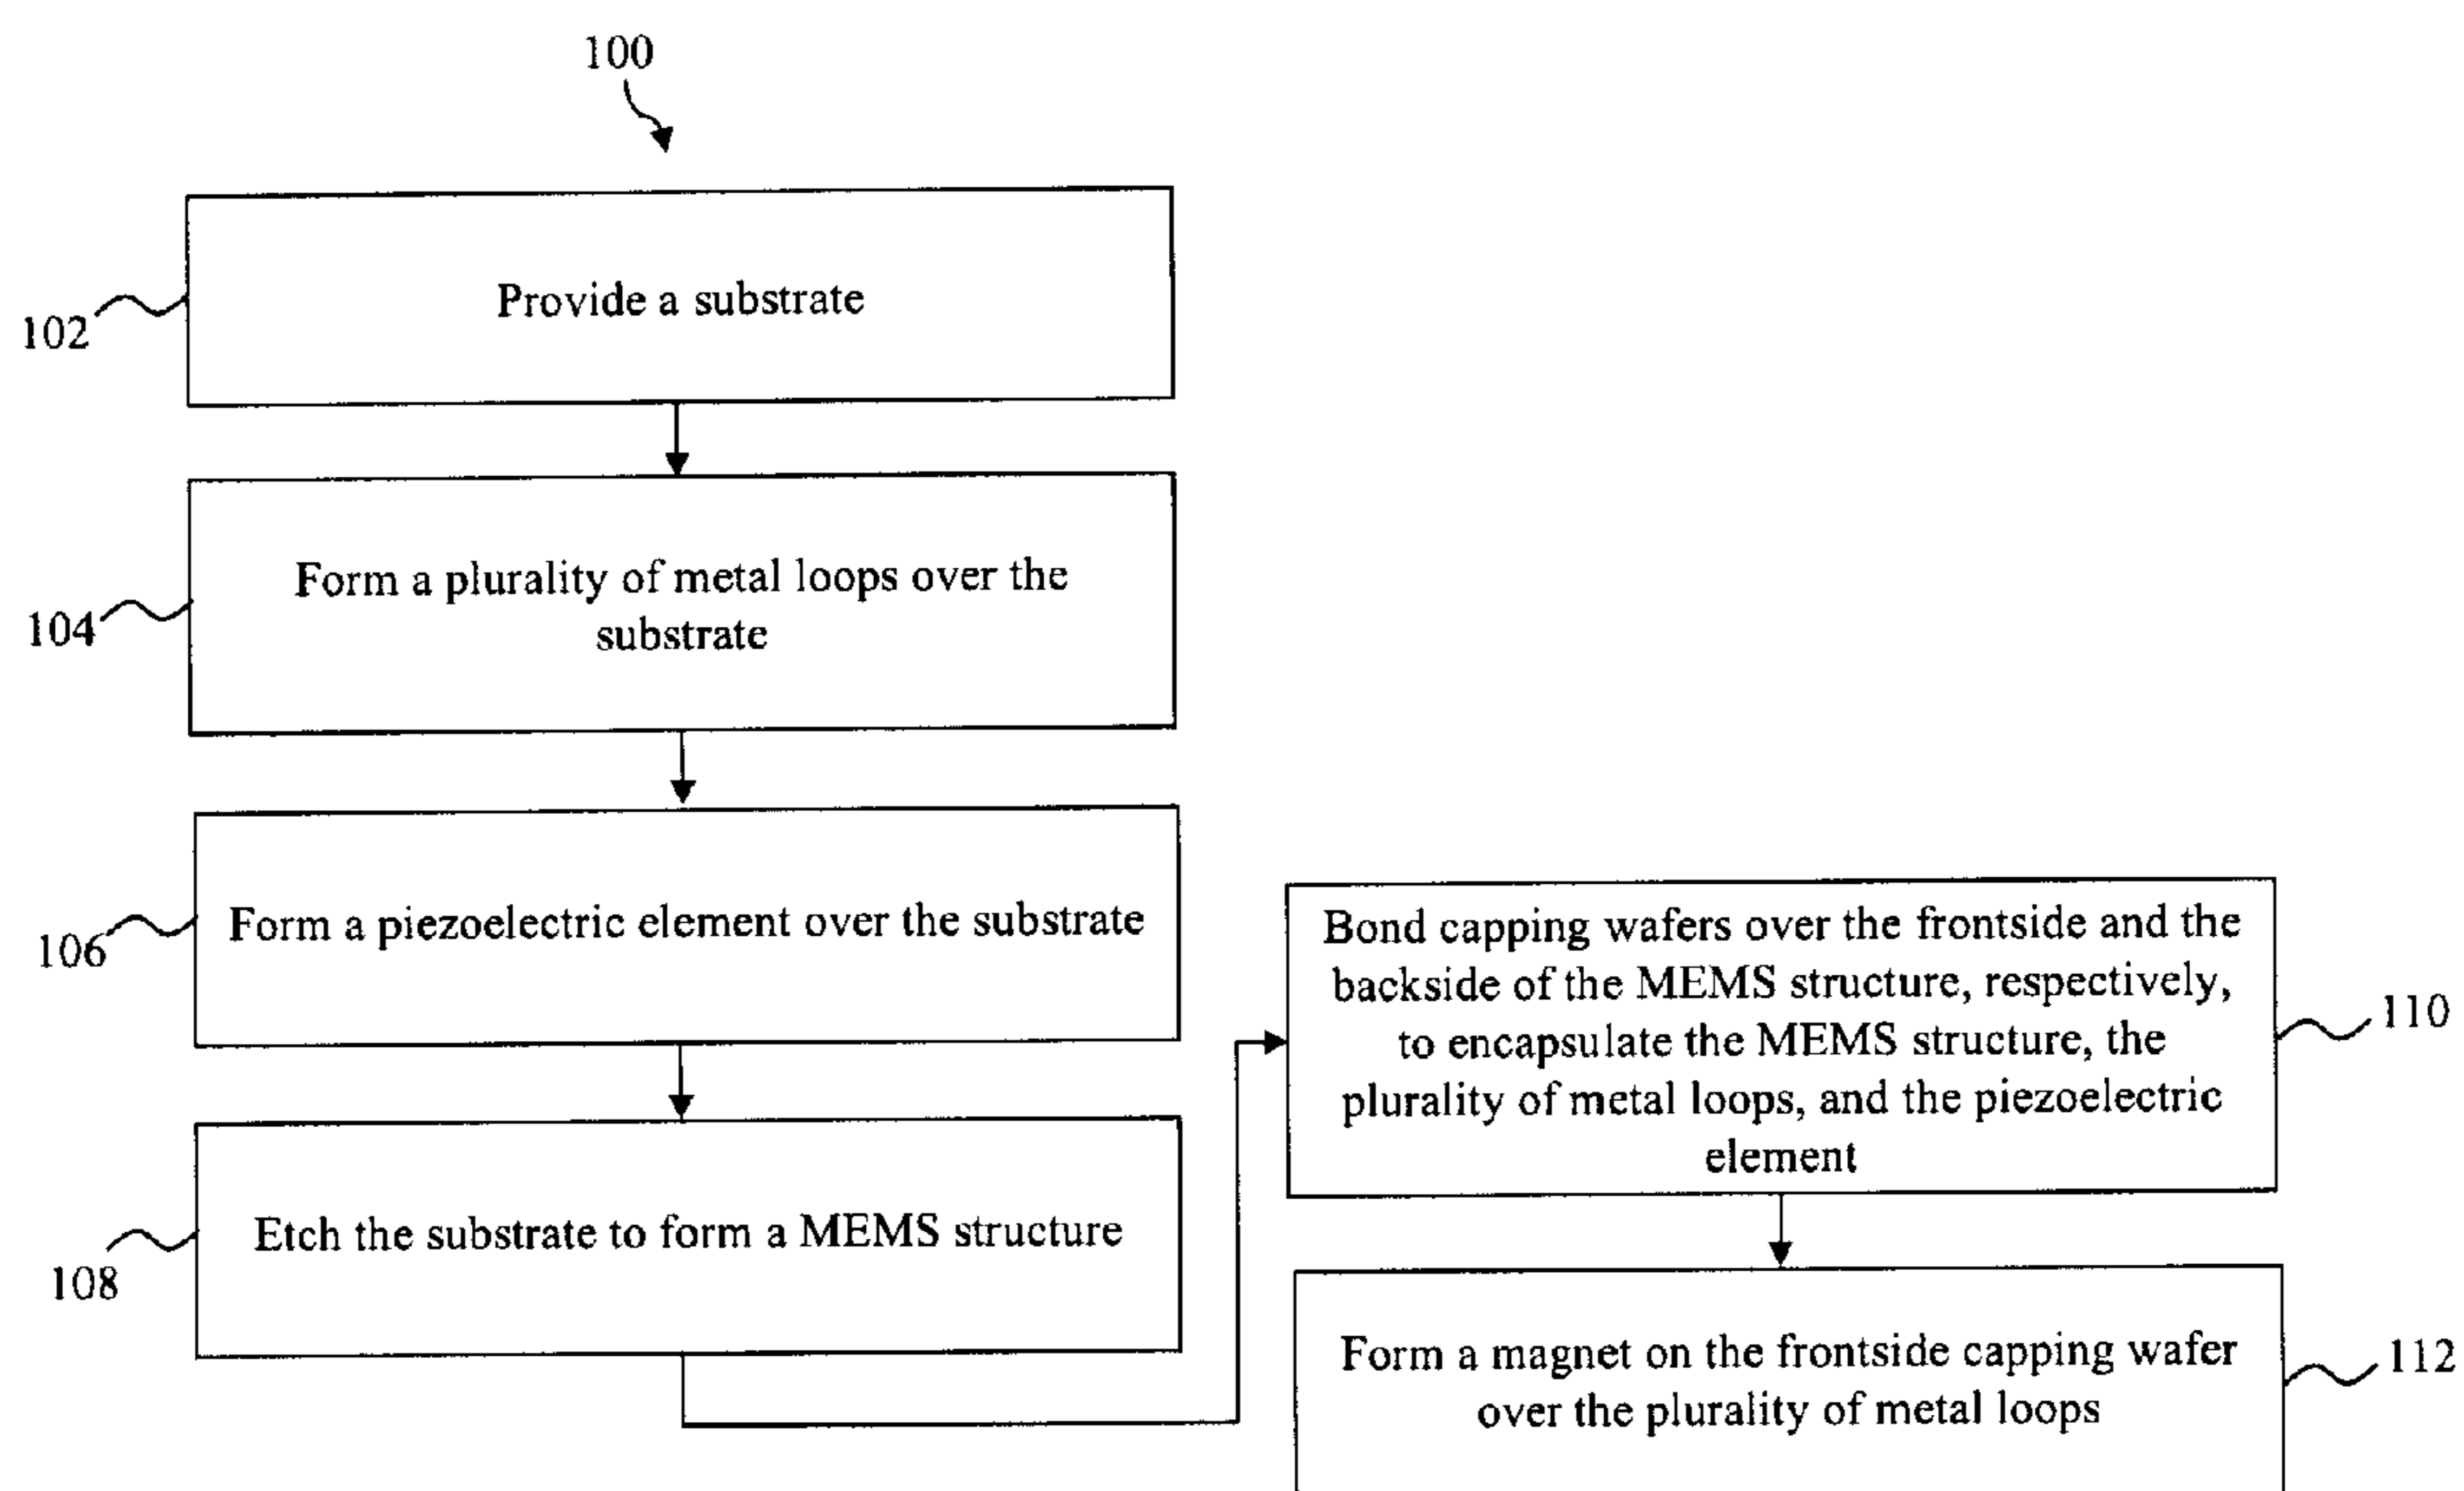 100
102
Provide a substrate
104
Form a plurality of metal loops over the
substrate
106
Form a piezoelectric element over the substrate
108
Etch the substrate to form a MEMS structure
110
Bond capping wafers over the frontside and the
backside of the MEMS structure, respectively,
to encapsulate the MEMS structure, the
plurality of metal loops, and the piezoelectric
element
112
Form a magnet on the frontside capping wafer
over the plurality of metal loops